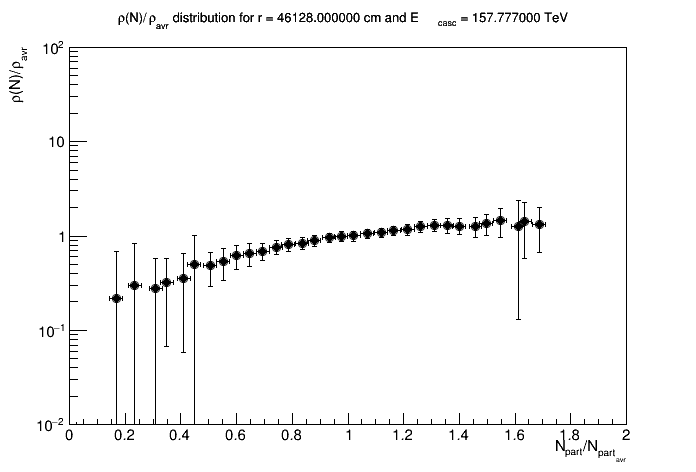 ρ(N)/ρavr distribution for r = 46128.000000 cm and E casc = 157.777000 TeV
ρ(N)/ρavr
10²
10
1
10⁻¹
10⁻²
0 0.2 0.4 0.6 0.8 1 1.2 1.4 1.6 1.8 2
Npart/Npartavr